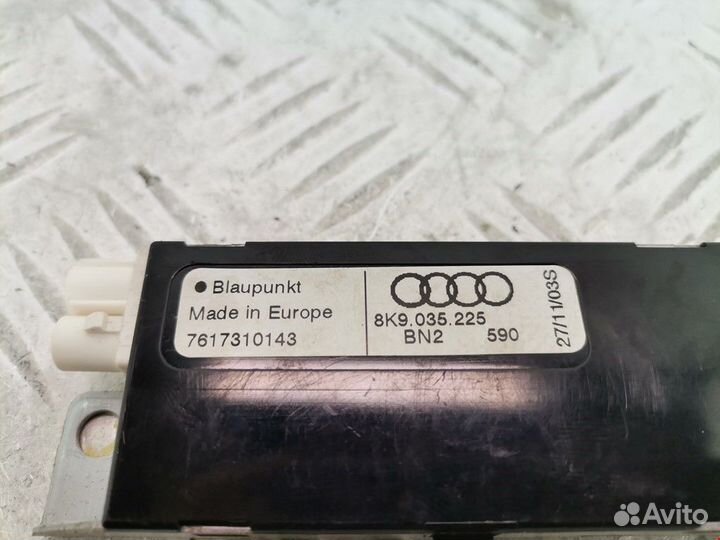 ● Blaupunkt
Made in Europe
7617310143
8K9.035.225
BN2 590
27/11/03S
Avito